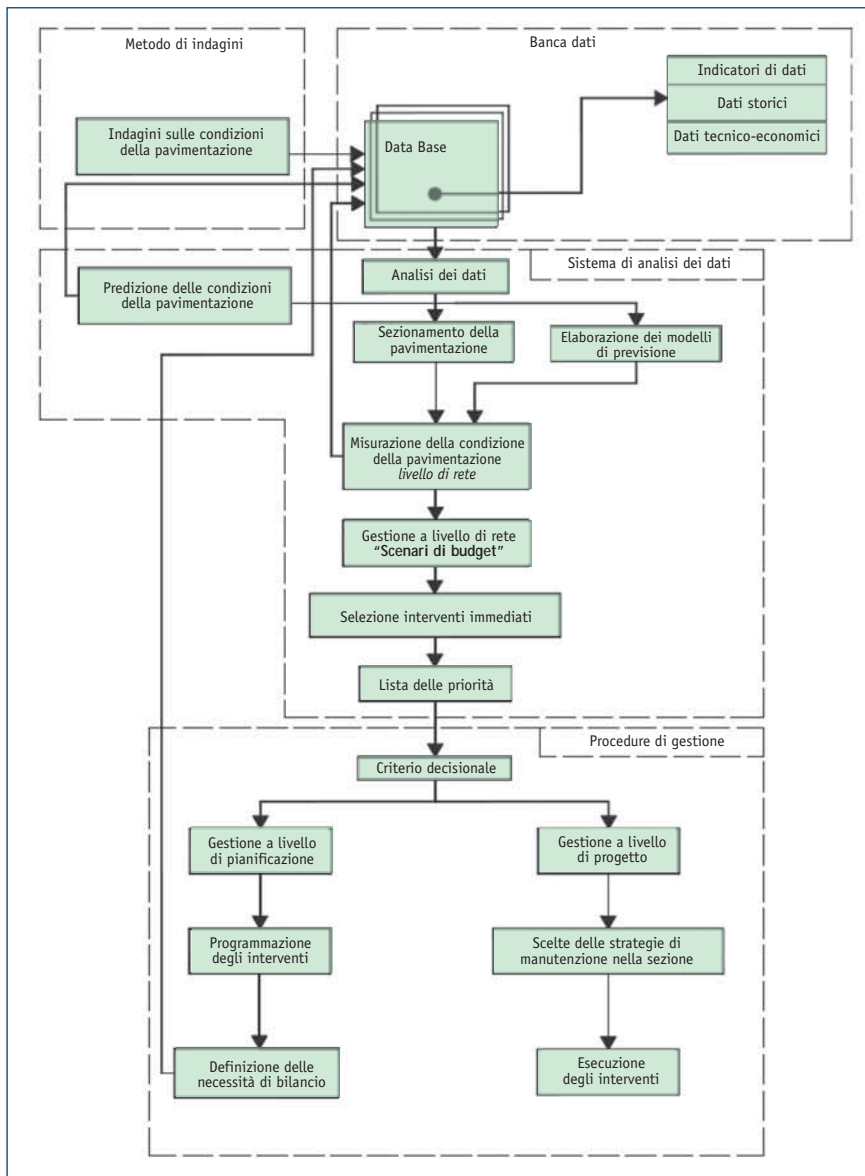 Metodo di indagini
Banca dati
Indicatori di dati
Dati storici
Dati tecnico-economici
Indagini sulle condizioni
della pavimentazione
Data Base
Sistema di analisi dei dati
Analisi dei dati
Predizione delle condizioni
della pavimentazione
Sezionamento della
pavimentazione
Elaborazione dei modelli
di previsione
Misurazione della condizione
della pavimentazione
livello di rete
Gestione a livello di rete
“Scenari di budget”
Selezione interventi immediati
Lista delle priorità
Procedure di gestione
Criterio decisionale
Gestione a livello
di pianificazione
Gestione a livello
di progetto
Programmazione
degli interventi
Scelte delle strategie di
manutenzione nella sezione
Definizione delle
necessità di bilancio
Esecuzione
degli interventi